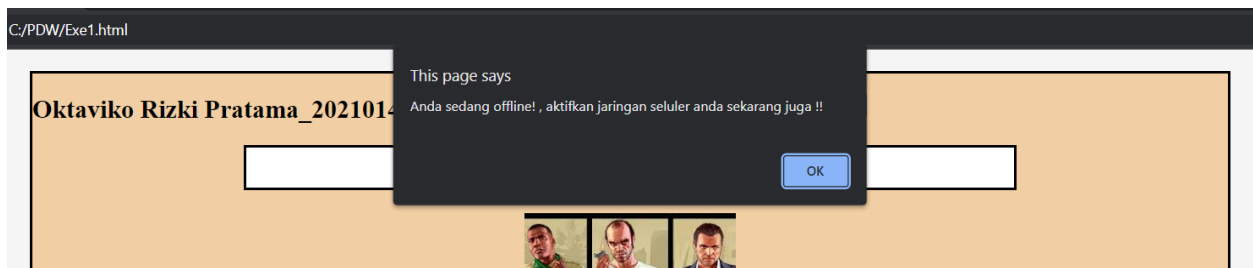 C:/PDW/Exe1.html
This page says
Anda sedang offline! , aktifkan jaringan seluler anda sekarang juga !!
OK
Oktaviko Rizki Pratama_2021014